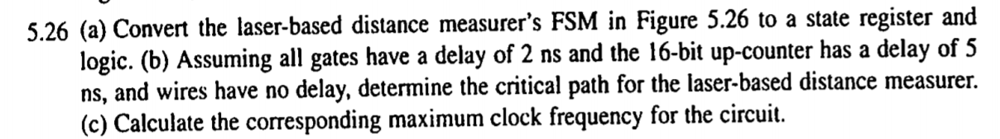 5.26 (a) Convert the laser-based distance measurer's FSM in Figure 5.26 to a state register and
logic. (b) Assuming all gates have a delay of 2 ns and the 16-bit up-counter has a delay of 5
ns, and wires have no delay, determine the critical path for the laser-based distance measurer.
(c) Calculate the corresponding maximum clock frequency for the circuit.